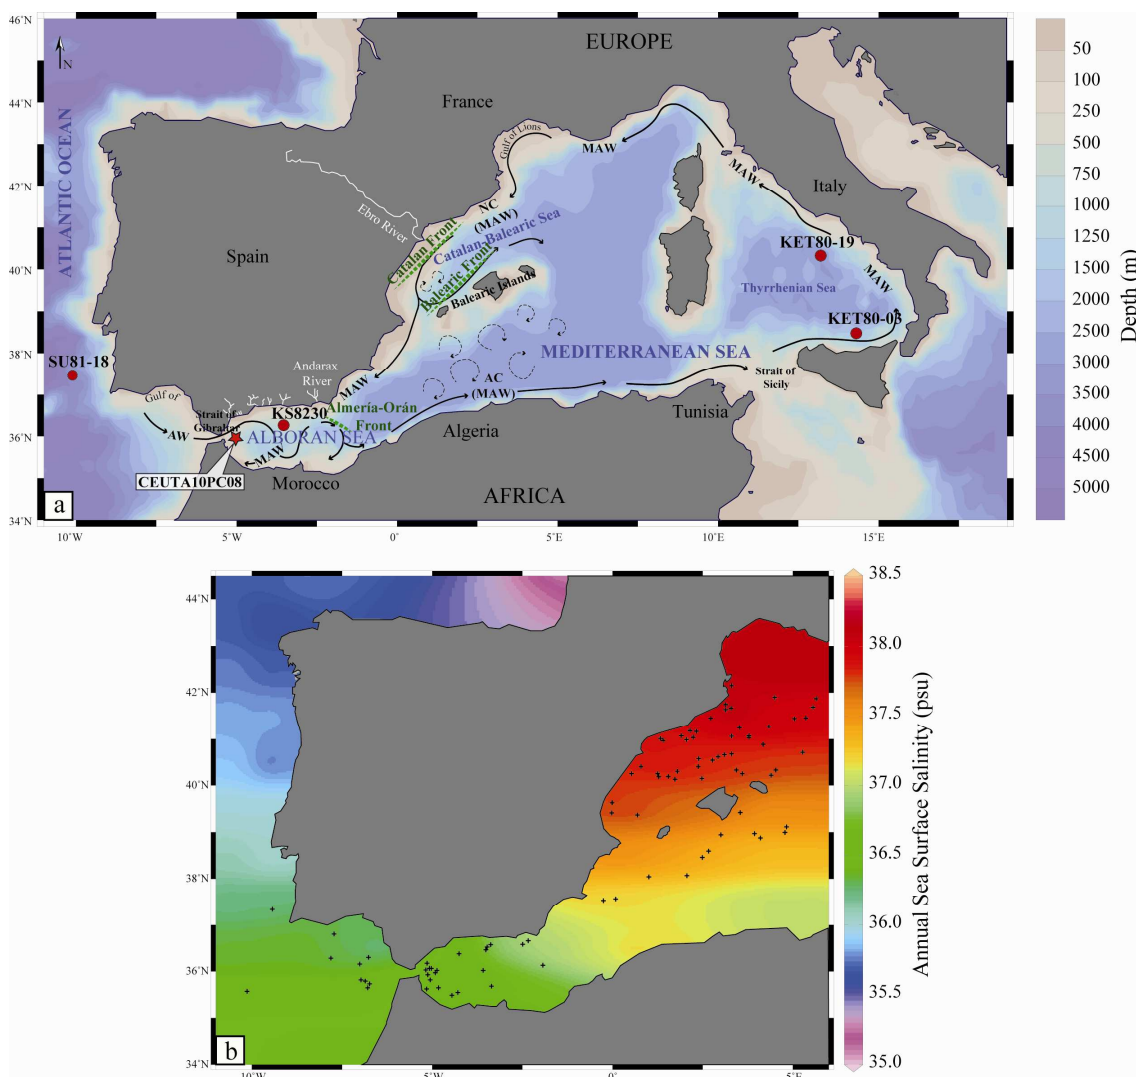 46°N
44°N
42°N
40°N
38°N
36°N
34°N
10°W
5°W
0°
5°E
10°E
15°E
N
EUROPE
France
Gulf of Lions
MAW
MAW
MAW
Italy
ATLANTIC OCEAN
Ebro River
NC
(MAW)
Catalan-Balearic Sea
Catalan Front
Balearic Front
Balearic Islands
Spain
KET80-19
Thyrrhenian Sea
MAW
KET80-03
SU81-18
MEDITERRANEAN SEA
Andarax
River
MAW
AC
(MAW)
Strait of
Sicily
Gulf of
Strait of
Gibraltar
KS8230
Almería-Orán
Front
Tunisia
AW
ALBORAN SEA
Algeria
MAW
CEUTA10PC08
Morocco
AFRICA
a
50
100
250
500
750
1000
1250
1500
2000
2500
3000
3500
4000
4500
5000
Depth (m)
44°N
42°N
40°N
38°N
36°N
34°N
10°W
5°W
0°
5°E
b
38.5
38.0
37.5
37.0
36.5
36.0
35.5
35.0
Annual Sea Surface Salinity (psu)